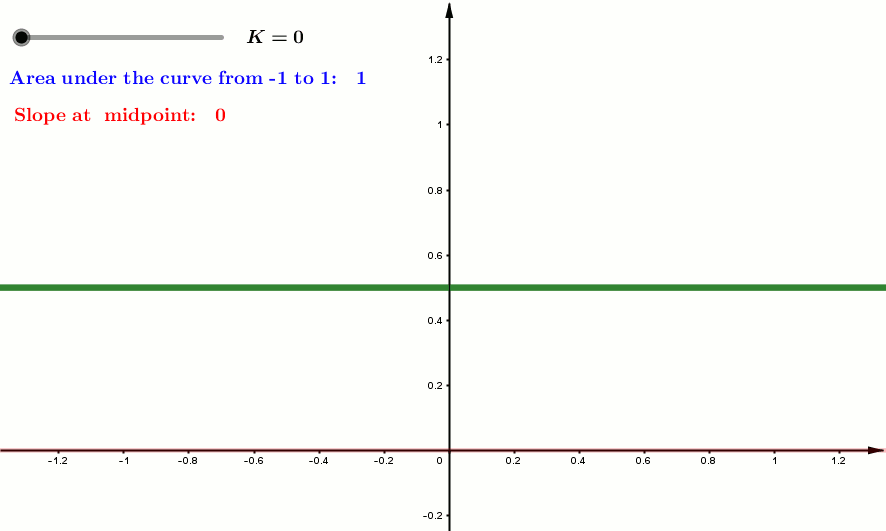 K = 0
Area under the curve from -1 to 1: 1
Slope at midpoint: 0
1.2
1
0.8
0.6
0.4
0.2
-1.2 -1 -0.8 -0.6 -0.4 -0.2 0 0.2 0.4 0.6 0.8 1 1.2
-0.2